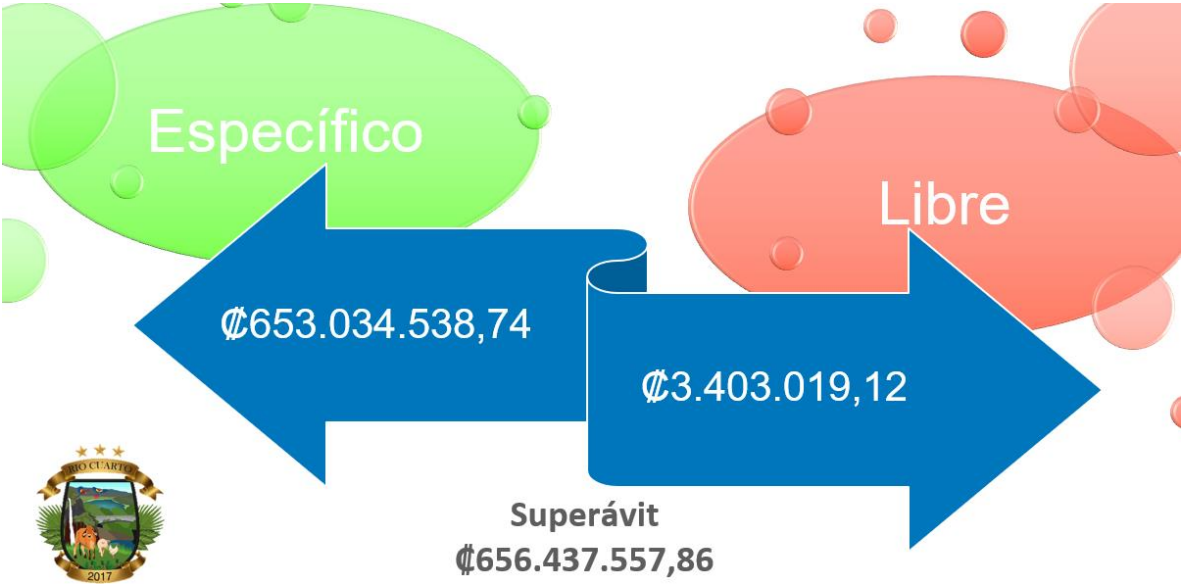 Específico
Libre
₡653.034.538,74
₡3.403.019,12
RIO CUARTO
2017
Superávit
₡656.437.557,86